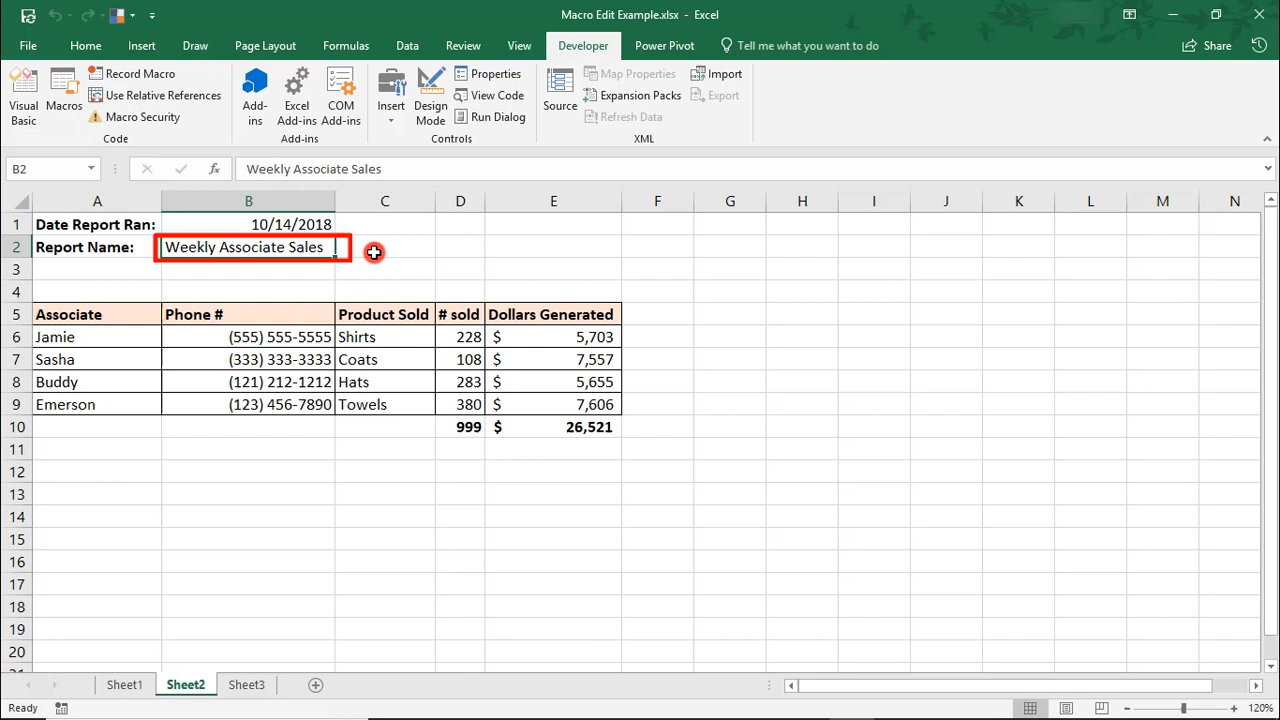 Macro Edit Example.xlsx - Excel
File Home Insert Draw Page Layout Formulas Data Review View Developer Power Pivot Tell me what you want to do Share
Visual Basic
Macros
Record Macro
Use Relative References
Macro Security
Code
Add-ins
Excel Add-ins
COM Add-ins
Add-ins
Insert
Design Mode
Properties
View Code
Run Dialog
Controls
Source
Map Properties
Expansion Packs
Refresh Data
Import
Export
XML
B2 fx Weekly Associate Sales
A B C D E F G H I J K L M N
1 Date Report Ran: 10/14/2018
2 Report Name: Weekly Associate Sales
3
4
5 Associate Phone # Product Sold # sold Dollars Generated
6 Jamie (555) 555-5555 Shirts 228 $ 5,703
7 Sasha (333) 333-3333 Coats 108 $ 7,557
8 Buddy (121) 212-1212 Hats 283 $ 5,655
9 Emerson (123) 456-7890 Towels 380 $ 7,606
10 999 $ 26,521
11
12
13
14
15
16
17
18
19
20
Sheet1 Sheet2 Sheet3
Ready 120%